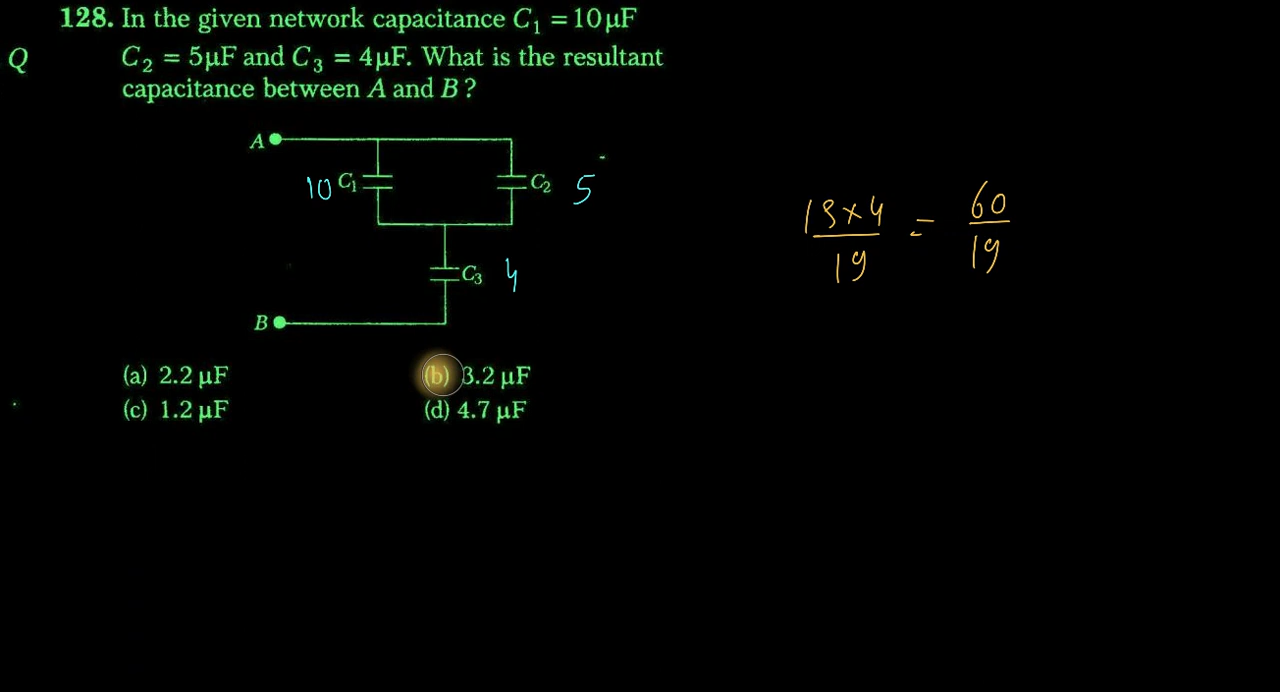 128. In the given network capacitance C₁ = 10 µF
Q C₂ = 5µF and C₃ = 4µF. What is the resultant
capacitance between A and B ?
A
10 C₁ C₂ 5
C₃ 4
B
15×4/19 = 60/19
(a) 2.2 µF (b) 3.2 µF
(c) 1.2 µF (d) 4.7 µF